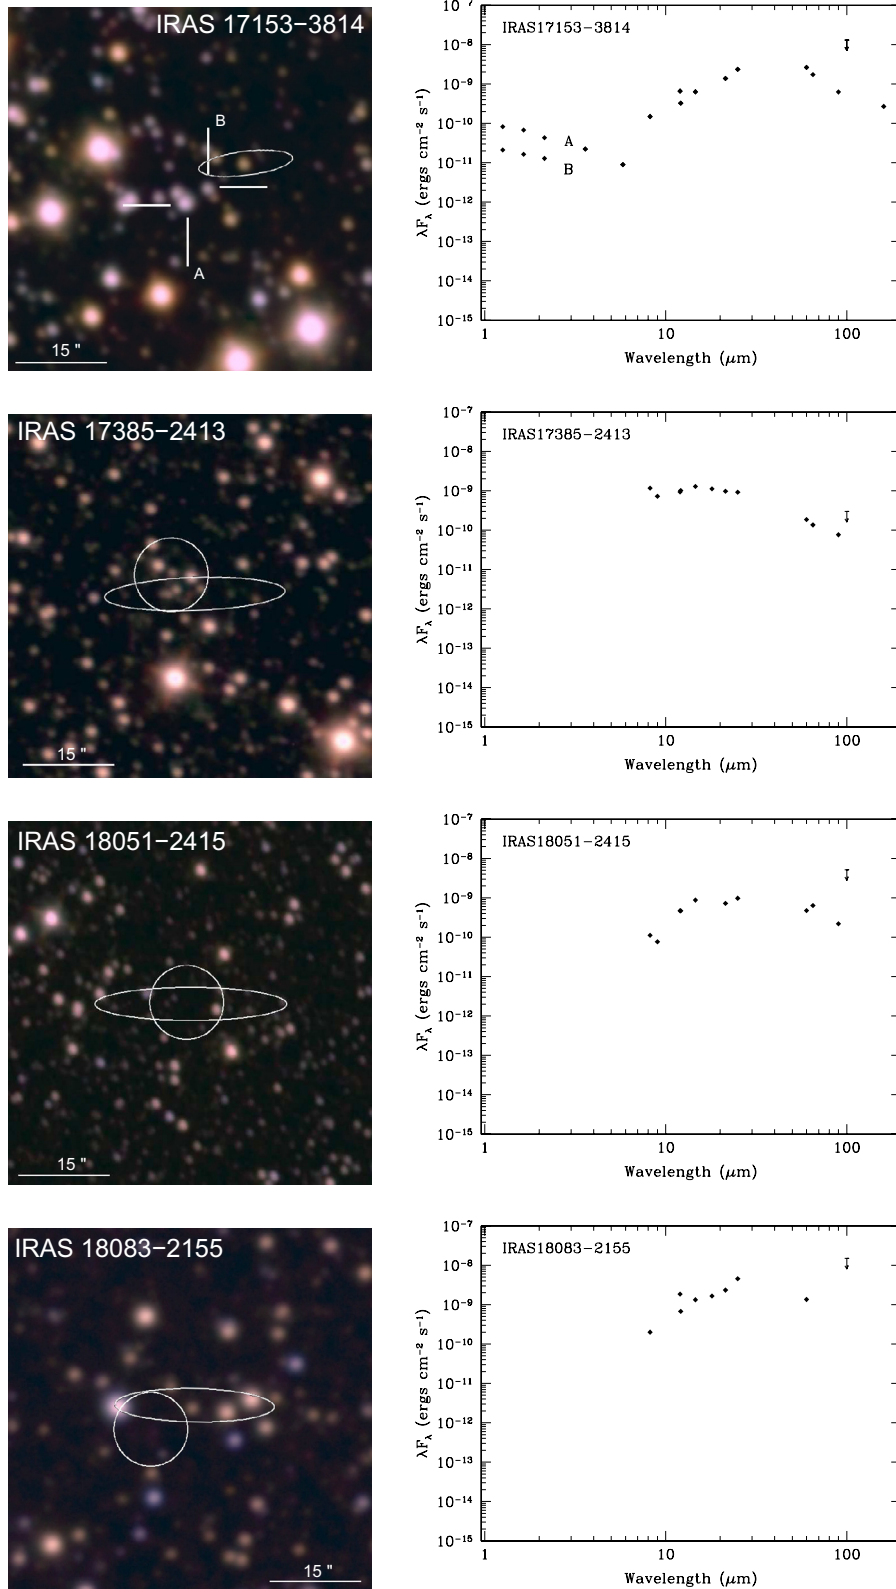 IRAS 17153−3814
B
A
15 "
IRAS17153−3814
A
B
10⁻⁷
10⁻⁸
10⁻⁹
10⁻¹⁰
10⁻¹¹
10⁻¹²
10⁻¹³
10⁻¹⁴
10⁻¹⁵
λFλ (ergs cm⁻² s⁻¹)
1 10 100
Wavelength (μm)
IRAS 17385−2413
15 "
IRAS17385−2413
10⁻⁷
10⁻⁸
10⁻⁹
10⁻¹⁰
10⁻¹¹
10⁻¹²
10⁻¹³
10⁻¹⁴
10⁻¹⁵
λFλ (ergs cm⁻² s⁻¹)
1 10 100
Wavelength (μm)
IRAS 18051−2415
15 "
IRAS18051−2415
10⁻⁷
10⁻⁸
10⁻⁹
10⁻¹⁰
10⁻¹¹
10⁻¹²
10⁻¹³
10⁻¹⁴
10⁻¹⁵
λFλ (ergs cm⁻² s⁻¹)
1 10 100
Wavelength (μm)
IRAS 18083−2155
15 "
IRAS18083−2155
10⁻⁷
10⁻⁸
10⁻⁹
10⁻¹⁰
10⁻¹¹
10⁻¹²
10⁻¹³
10⁻¹⁴
10⁻¹⁵
λFλ (ergs cm⁻² s⁻¹)
1 10 100
Wavelength (μm)